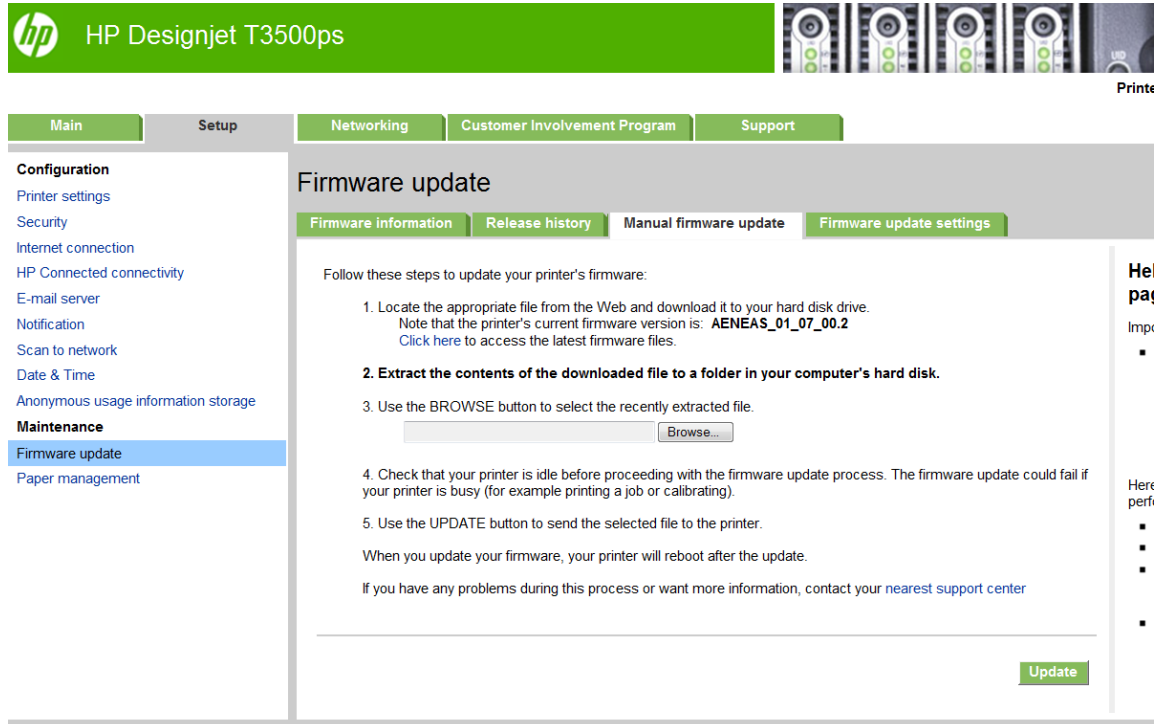 hp
HP Designjet T3500ps
UID
Main
Setup
Networking
Customer Involvement Program
Support
Configuration
Printer settings
Security
Internet connection
HP Connected connectivity
E-mail server
Notification
Scan to network
Date & Time
Anonymous usage information storage
Maintenance
Firmware update
Paper management
Firmware update
Firmware information
Release history
Manual firmware update
Firmware update settings
Follow these steps to update your printer's firmware:
1. Locate the appropriate file from the Web and download it to your hard disk drive.
Note that the printer's current firmware version is: AENEAS_01_07_00.2
Click here to access the latest firmware files.
2. Extract the contents of the downloaded file to a folder in your computer's hard disk.
3. Use the BROWSE button to select the recently extracted file.
Browse...
4. Check that your printer is idle before proceeding with the firmware update process. The firmware update could fail if
your printer is busy (for example printing a job or calibrating).
5. Use the UPDATE button to send the selected file to the printer.
When you update your firmware, your printer will reboot after the update.
If you have any problems during this process or want more information, contact your nearest support center
Update
Here